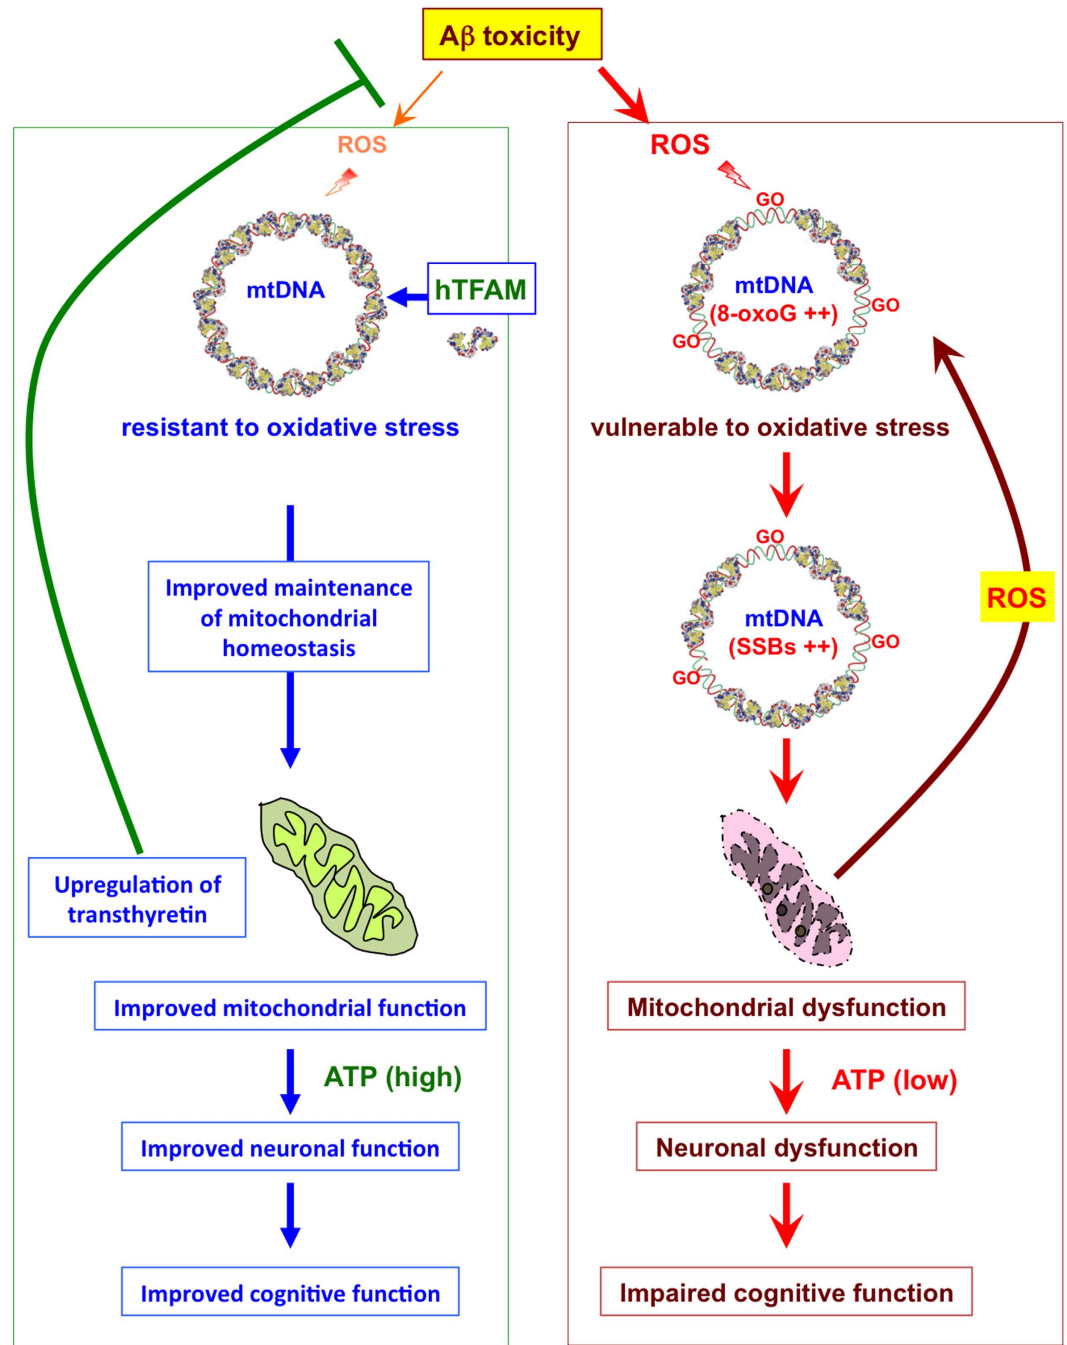 Aβ toxicity
ROS
mtDNA
hTFAM
resistant to oxidative stress
Improved maintenance
of mitochondrial
homeostasis
Upregulation of
transthyretin
Improved mitochondrial function
ATP (high)
Improved neuronal function
Improved cognitive function
ROS
GO
mtDNA
(8-oxoG ++)
GO
GO
vulnerable to oxidative stress
GO
mtDNA
(SSBs ++)
GO
GO
ROS
Mitochondrial dysfunction
ATP (low)
Neuronal dysfunction
Impaired cognitive function